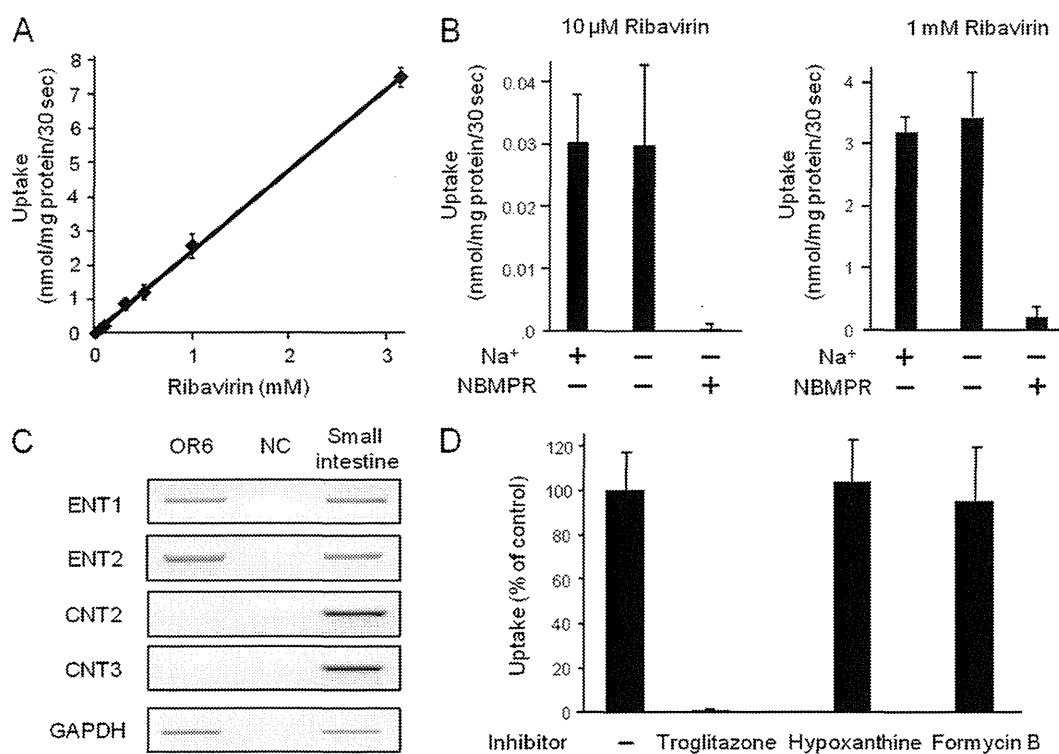 A
Uptake
(nmol/mg protein/30 sec)
8
7
6
5
4
3
2
1
0
0
1
2
3
Ribavirin (mM)
B
10 µM Ribavirin
Uptake
(nmol/mg protein/30 sec)
0.04
0.03
0.02
0.01
0
Na⁺ + − −
NBMPR − − +
1 mM Ribavirin
Uptake
(nmol/mg protein/30 sec)
4
3
2
1
0
Na⁺ + − −
NBMPR − − +
C
OR6 NC Small
intestine
ENT1
ENT2
CNT2
CNT3
GAPDH
D
Uptake (% of control)
120
100
80
60
40
20
0
Inhibitor − Troglitazone Hypoxanthine Formycin B